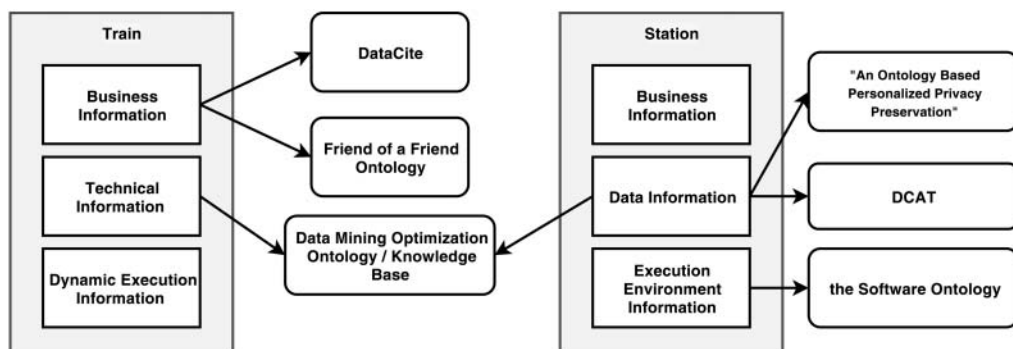 Train
Business
Information
Technical
Information
Dynamic Execution
Information
DataCite
Friend of a Friend
Ontology
Data Mining Optimization
Ontology / Knowledge
Base
Station
Business
Information
Data Information
Execution
Environment
Information
"An Ontology Based
Personalized Privacy
Preservation"
DCAT
the Software Ontology